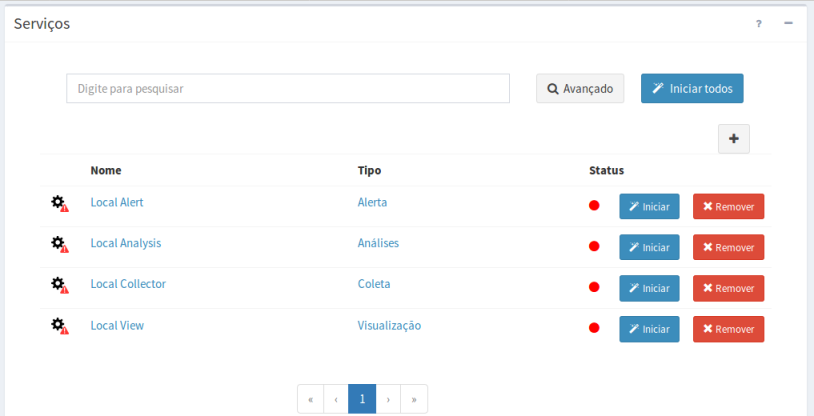 Serviços ? −
Digite para pesquisar Avançado Iniciar todos
+
Nome Tipo Status
Local Alert Alerta Iniciar Remover
Local Analysis Análises Iniciar Remover
Local Collector Coleta Iniciar Remover
Local View Visualização Iniciar Remover
« ‹ 1 › »